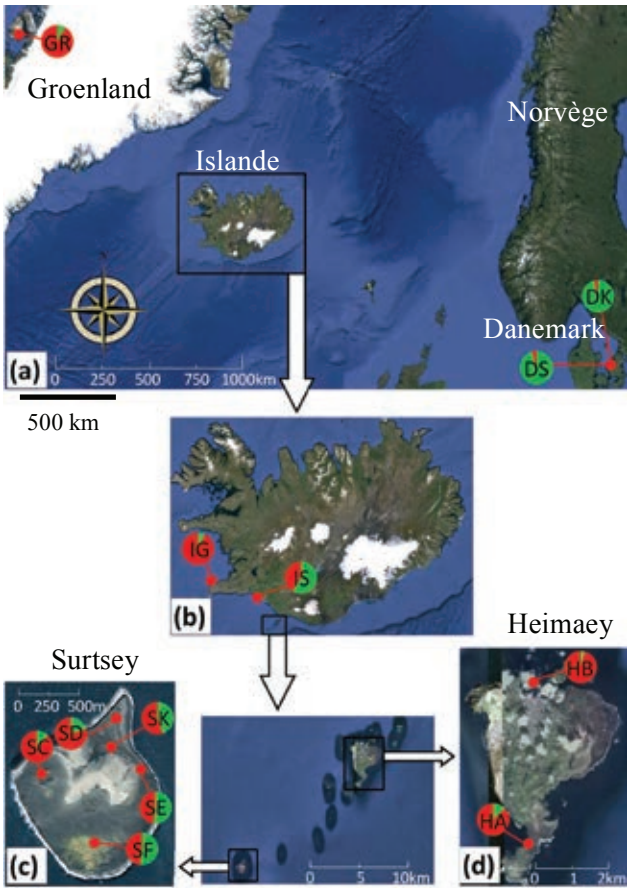 GR
Groenland
Norvège
Islande
DK
Danemark
DS
(a)
0 250 500 750 1000km
500 km
IG
IS
(b)
Heimaey
Surtsey
0 250 500m
SK
SD
SC
SE
SF
(c)
0 5 10km
HB
HA
0 1 2km
(d)